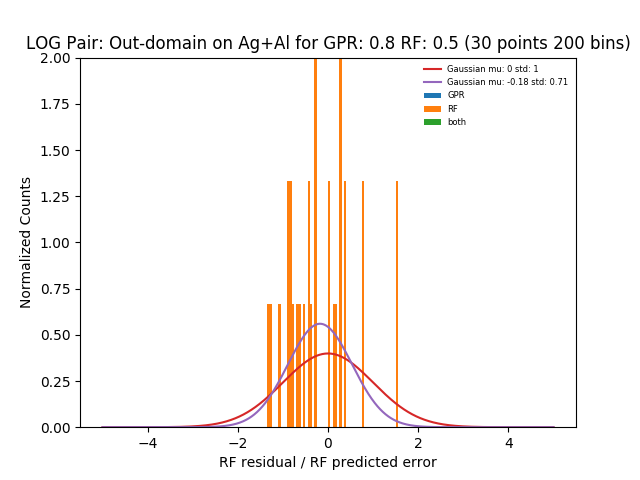 LOG Pair: Out-domain on Ag+Al for GPR: 0.8 RF: 0.5 (30 points 200 bins)
2.00
1.75
1.50
1.25
1.00
0.75
0.50
0.25
0.00
Normalized Counts
Gaussian mu: 0 std: 1
Gaussian mu: -0.18 std: 0.71
GPR
RF
both
−4 −2 0 2 4
RF residual / RF predicted error